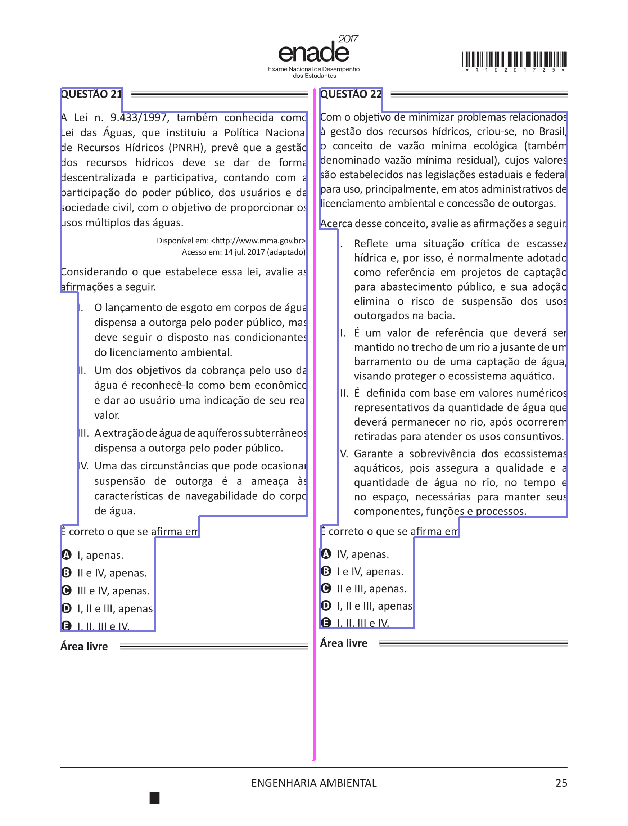 enade 2017
Exame Nacional de Desempenho
dos Estudantes
QUESTÃO 21
A Lei n. 9.433/1997, também conhecida como
Lei das Águas, que instituiu a Política Nacional
de Recursos Hídricos (PNRH), prevê que a gestão
dos recursos hídricos deve se dar de forma
descentralizada e participativa, contando com a
participação do poder público, dos usuários e da
sociedade civil, com o objetivo de proporcionar os
usos múltiplos das águas.
Disponível em: <http://www.mma.gov.br>
Acesso em: 14 jul. 2017 (adaptado)
Considerando o que estabelece essa lei, avalie as
afirmações a seguir.
I. O lançamento de esgoto em corpos de água
dispensa a outorga pelo poder público, mas
deve seguir o disposto nas condicionantes
do licenciamento ambiental.
II. Um dos objetivos da cobrança pelo uso da
água é reconhecê-la como bem econômico
e dar ao usuário uma indicação de seu real
valor.
III. A extração de água de aquíferos subterrâneos
dispensa a outorga pelo poder público.
IV. Uma das circunstâncias que pode ocasionar
suspensão de outorga é a ameaça às
características de navegabilidade do corpo
de água.
É correto o que se afirma em
A I, apenas.
B II e IV, apenas.
C III e IV, apenas.
D I, II e III, apenas
E I, II, III e IV.
Área livre
QUESTÃO 22
Com o objetivo de minimizar problemas relacionados
à gestão dos recursos hídricos, criou-se, no Brasil,
o conceito de vazão mínima ecológica (também
denominado vazão mínima residual), cujos valores
são estabelecidos nas legislações estaduais e federal
para uso, principalmente, em atos administrativos de
licenciamento ambiental e concessão de outorgas.
Acerca desse conceito, avalie as afirmações a seguir.
I. Reflete uma situação crítica de escassez
hídrica e, por isso, é normalmente adotado
como referência em projetos de captação
para abastecimento público, e sua adoção
elimina o risco de suspensão dos usos
outorgados na bacia.
II. É um valor de referência que deverá ser
mantido no trecho de um rio a jusante de um
barramento ou de uma captação de água,
visando proteger o ecossistema aquático.
III. É definida com base em valores numéricos
representativos da quantidade de água que
deverá permanecer no rio, após ocorrerem
retiradas para atender os usos consuntivos.
IV. Garante a sobrevivência dos ecossistemas
aquáticos, pois assegura a qualidade e a
quantidade de água no rio, no tempo e
no espaço, necessárias para manter seus
componentes, funções e processos.
É correto o que se afirma em
A IV, apenas.
B I e IV, apenas.
C II e III, apenas.
D I, II e III, apenas
E I, II, III e IV.
Área livre
ENGENHARIA AMBIENTAL 25